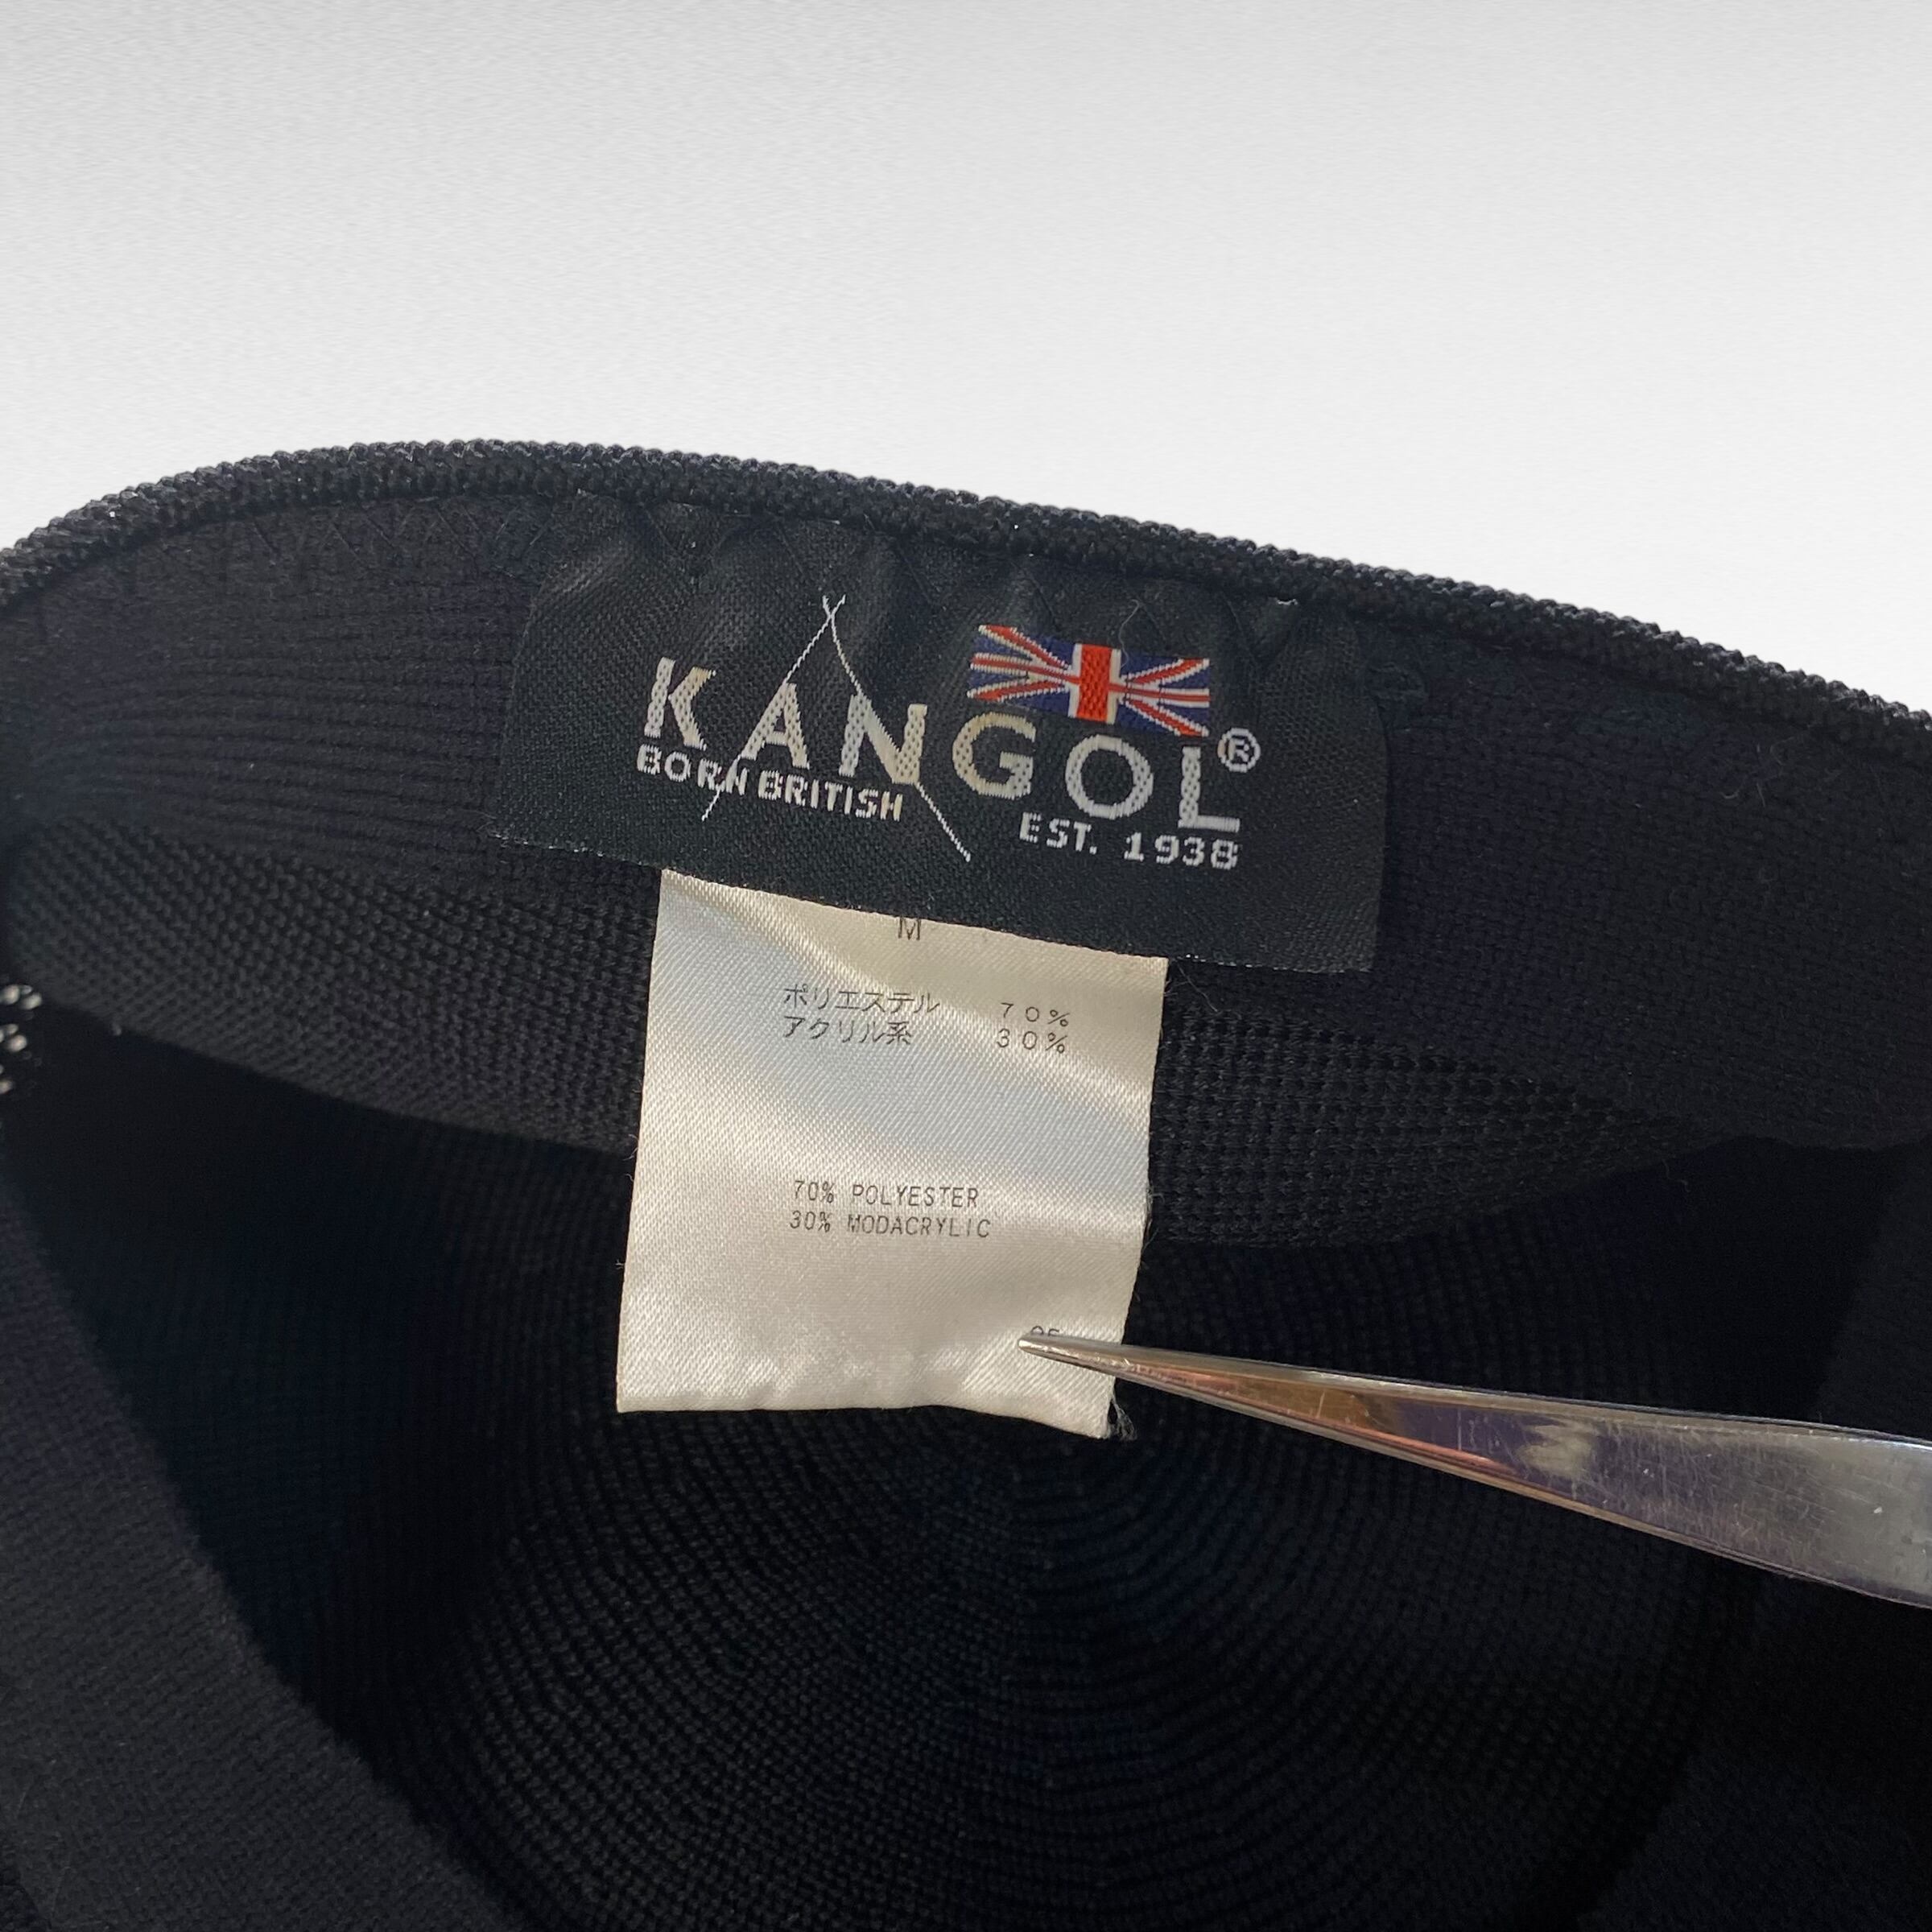 KANGOL®
BORN BRITISH
EST. 1938
M
ポリエステル 70%
アクリル系 30%
70% POLYESTER
30% MODACRYLIC